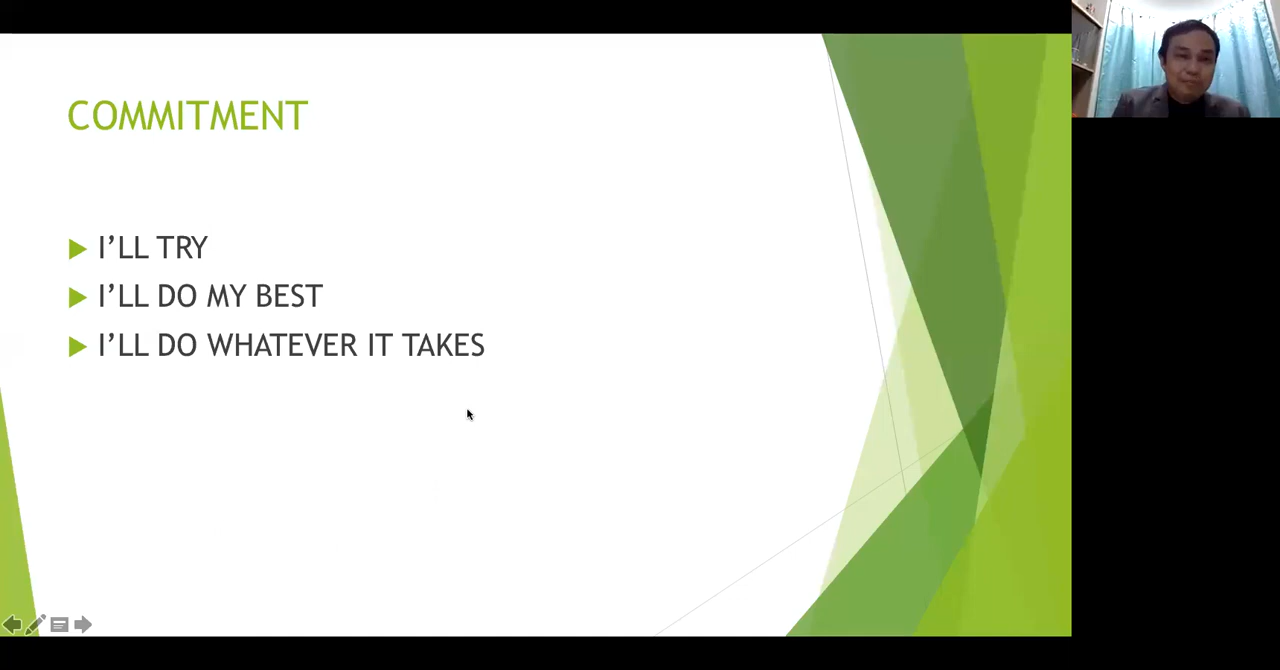 COMMITMENT
I’LL TRY
I’LL DO MY BEST
I’LL DO WHATEVER IT TAKES